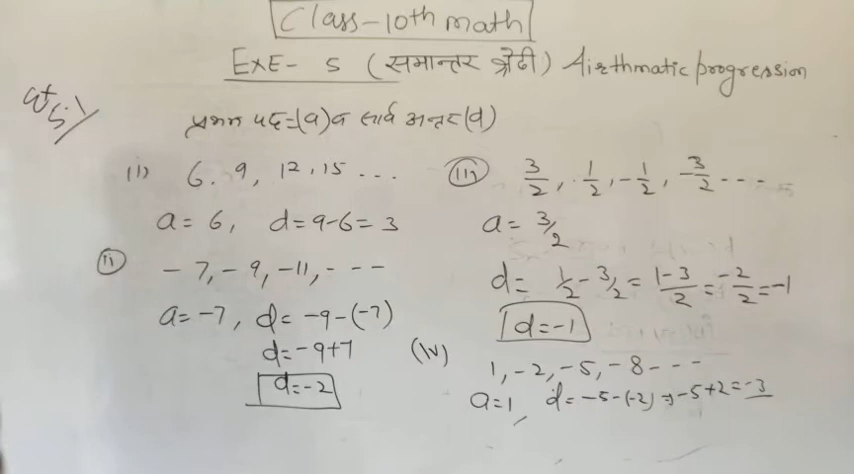 Class-10th math
EXE- 5 (समान्तर श्रेढी) Airthmatic progression
प्रथम पद=(a) व सार्व अन्तर(d)
(i) 6. 9, 12, 15 ...
a= 6, d= 9-6= 3
(ii) -7, -9, -11, - - -
a= -7, d= -9-(-7)
d= -9+7
d= -2
(iii) 3/2, 1/2, -1/2, -3/2 - - - -
a= 3/2
d= 1/2 - 3/2 = 1-3/2 = -2/2 = -1
d= -1
(iv) 1, -2, -5, -8 - - -
a=1, d= -5-(-2) ⇒ -5+2 = -3